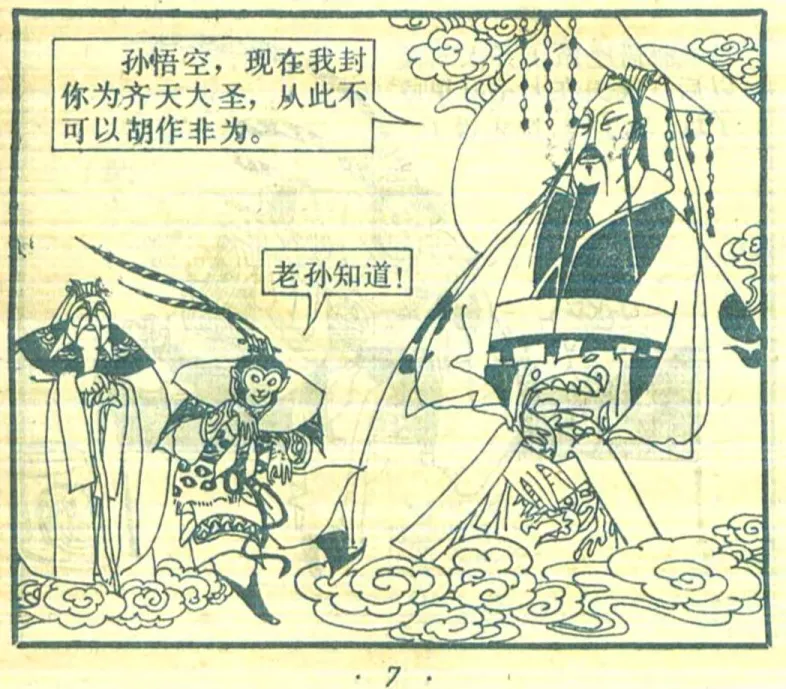 孙悟空，现在我封
你为齐天大圣，从此不
可以胡作非为。
老孙知道！
· 7 ·